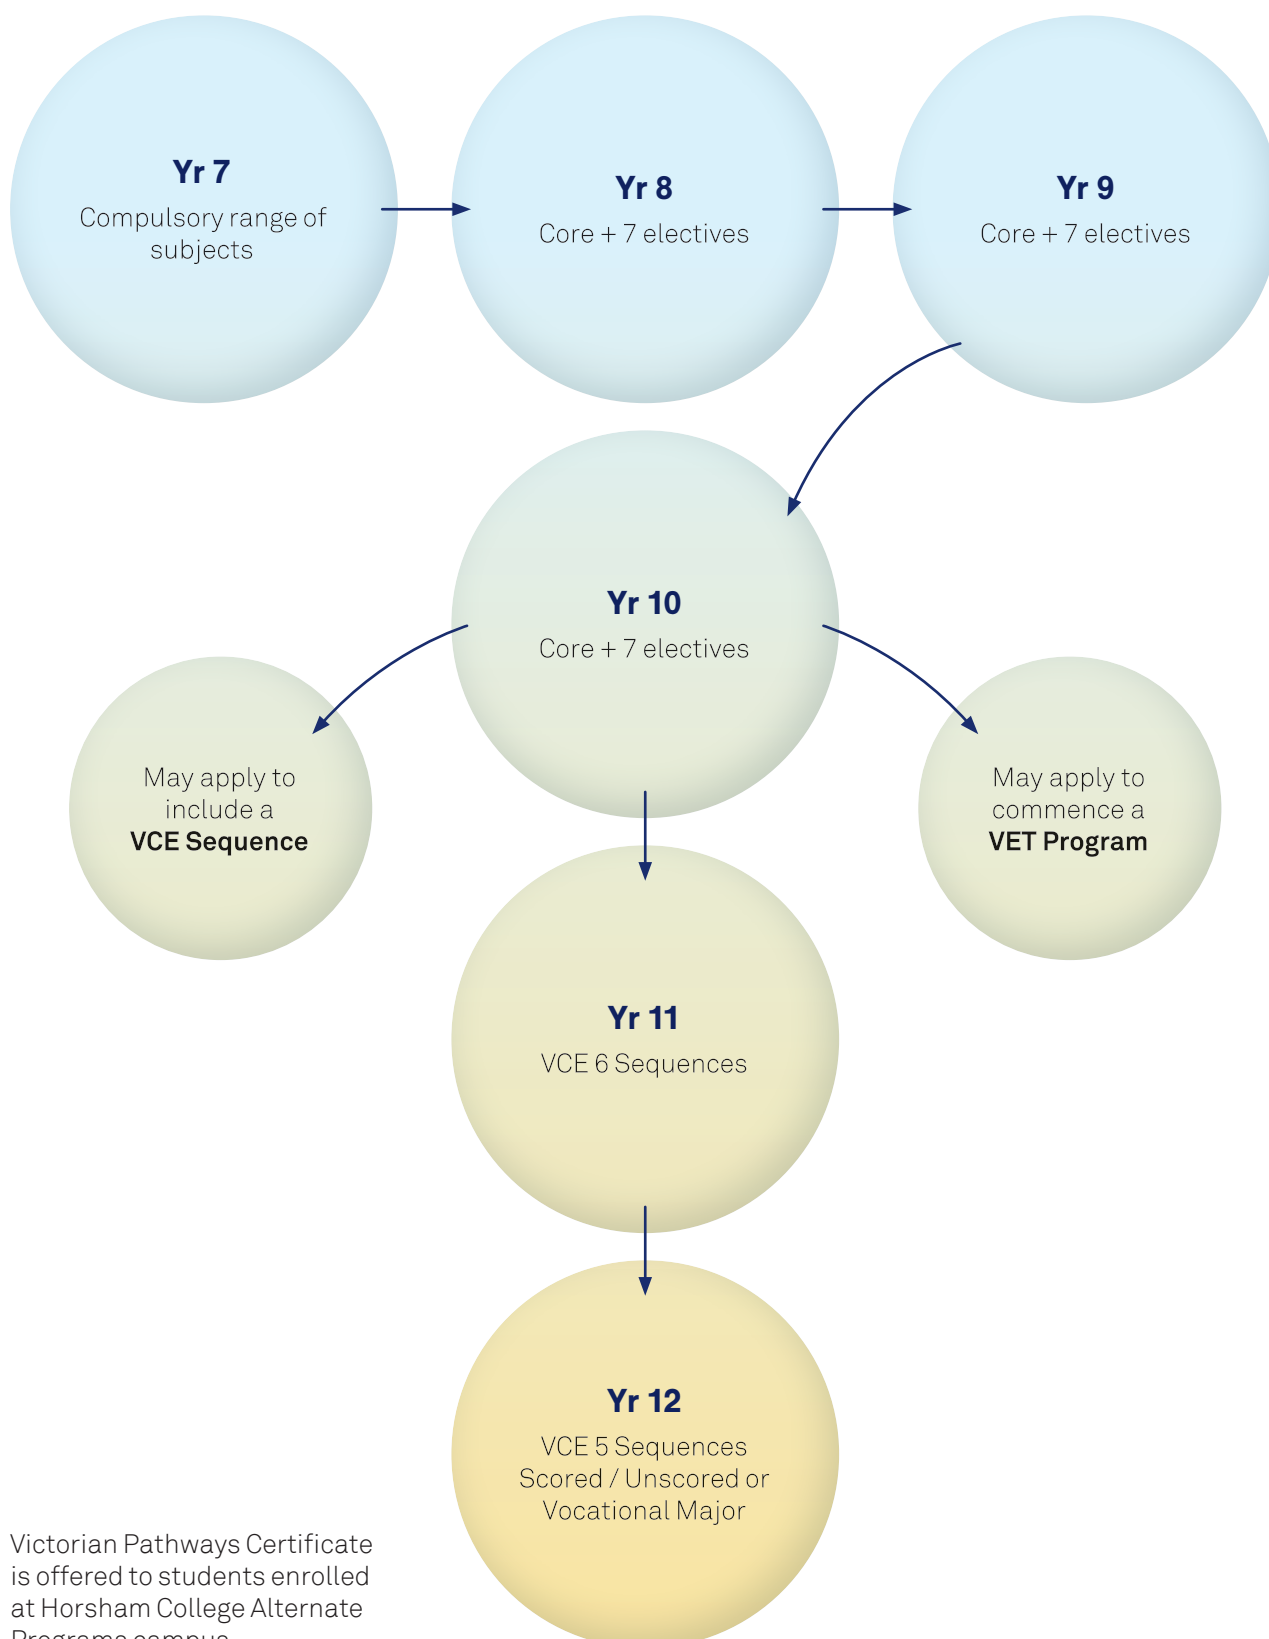 Yr 7
Compulsory range of
subjects
Yr 8
Core + 7 electives
Yr 9
Core + 7 electives
Yr 10
Core + 7 electives
May apply to
include a
VCE Sequence
May apply to
commence a
VET Program
Yr 11
VCE 6 Sequences
Yr 12
VCE 5 Sequences
Scored / Unscored or
Vocational Major
Victorian Pathways Certificate
is offered to students enrolled
at Horsham College Alternate
Programs campus